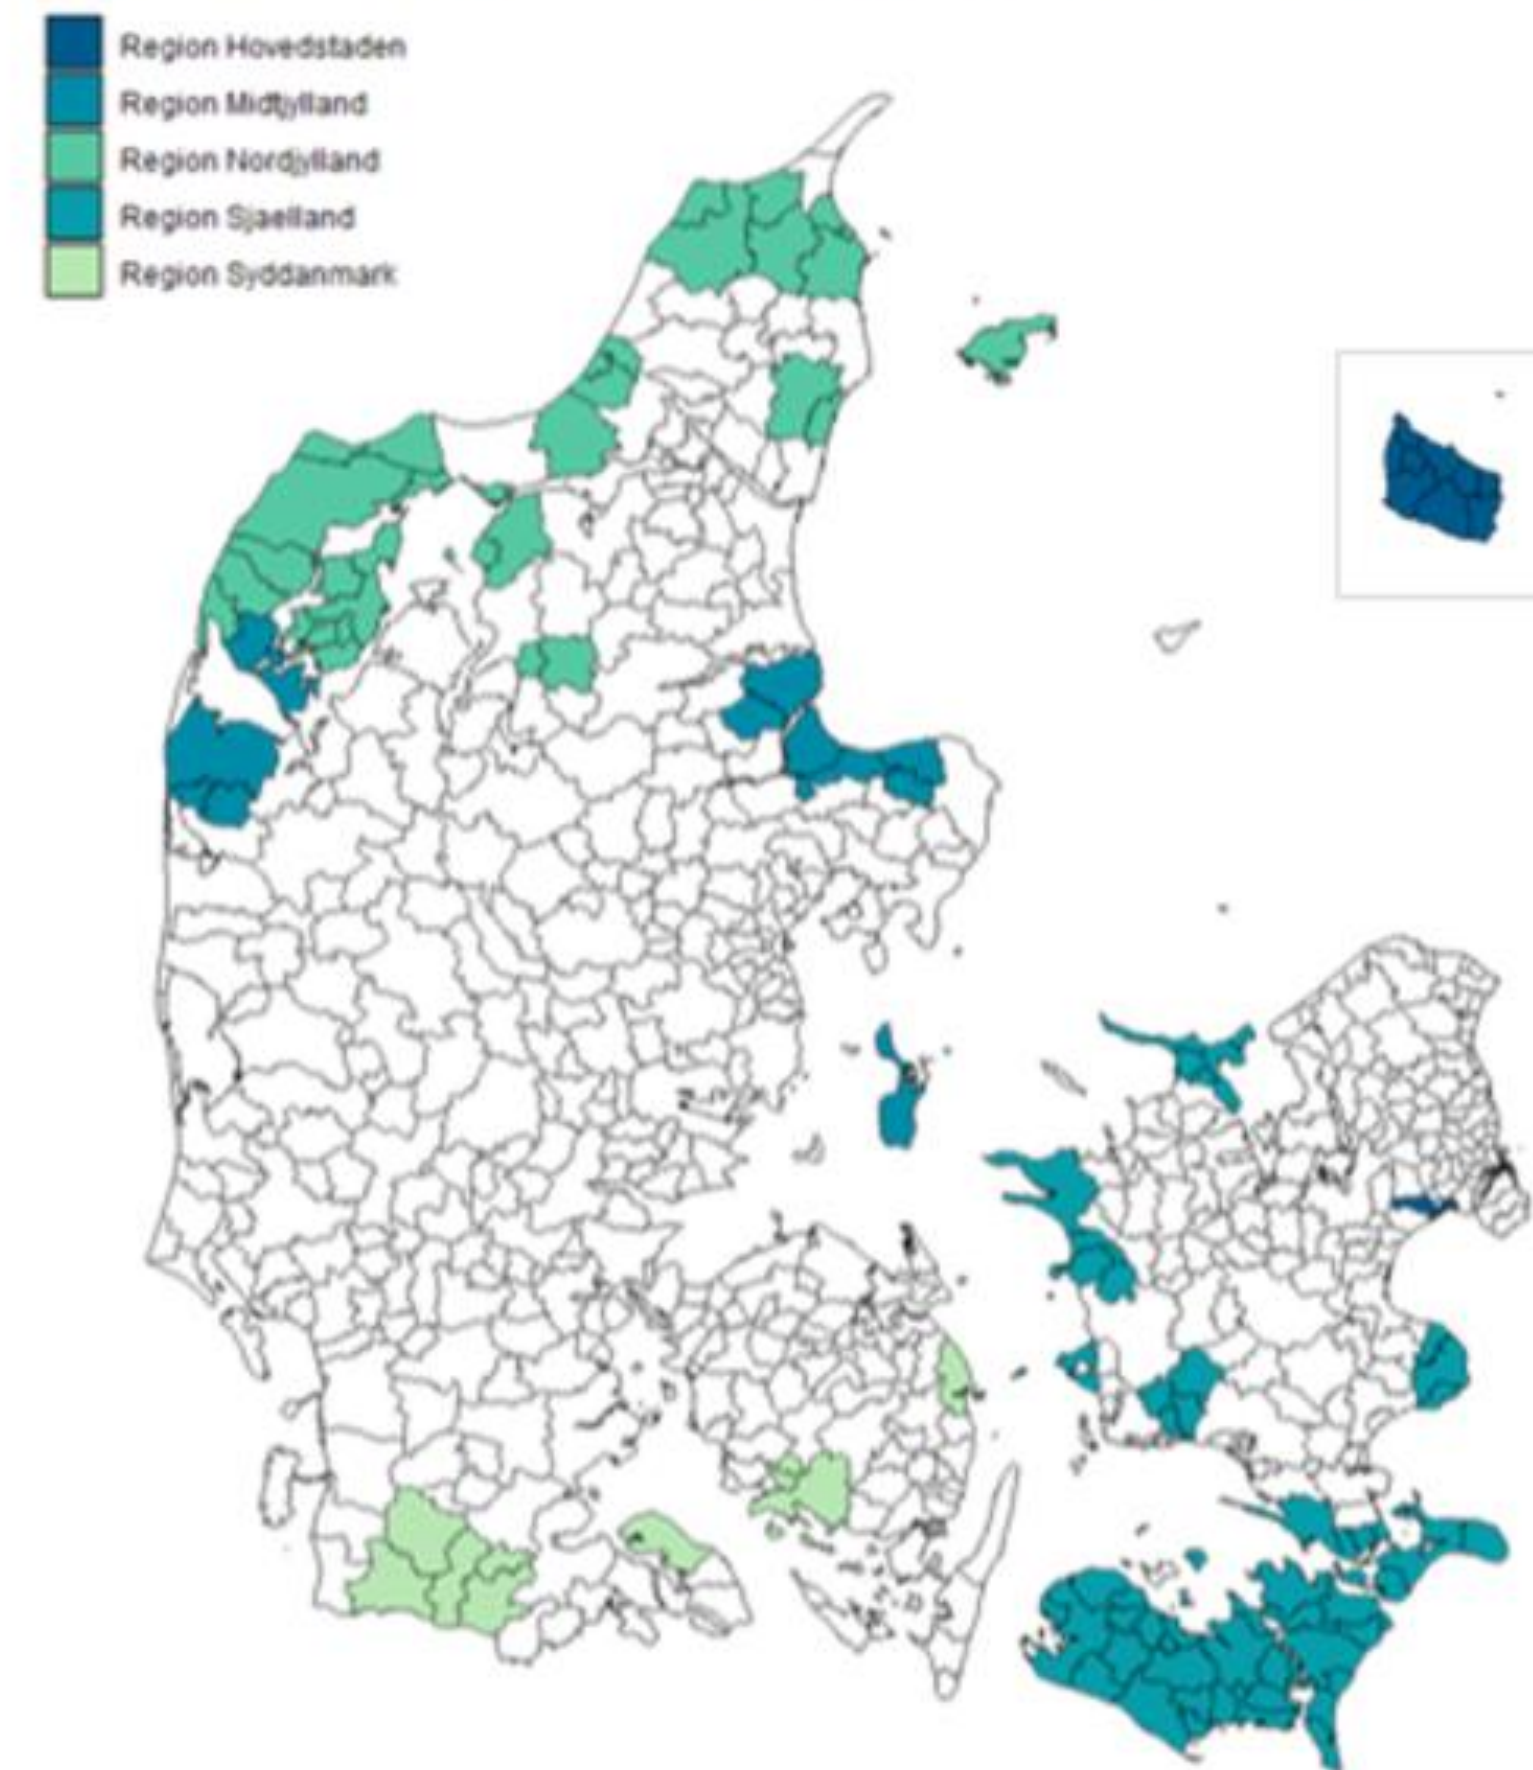 Region Hovedstaden
Region Midtjylland
Region Nordjylland
Region Sjaelland
Region Syddanmark